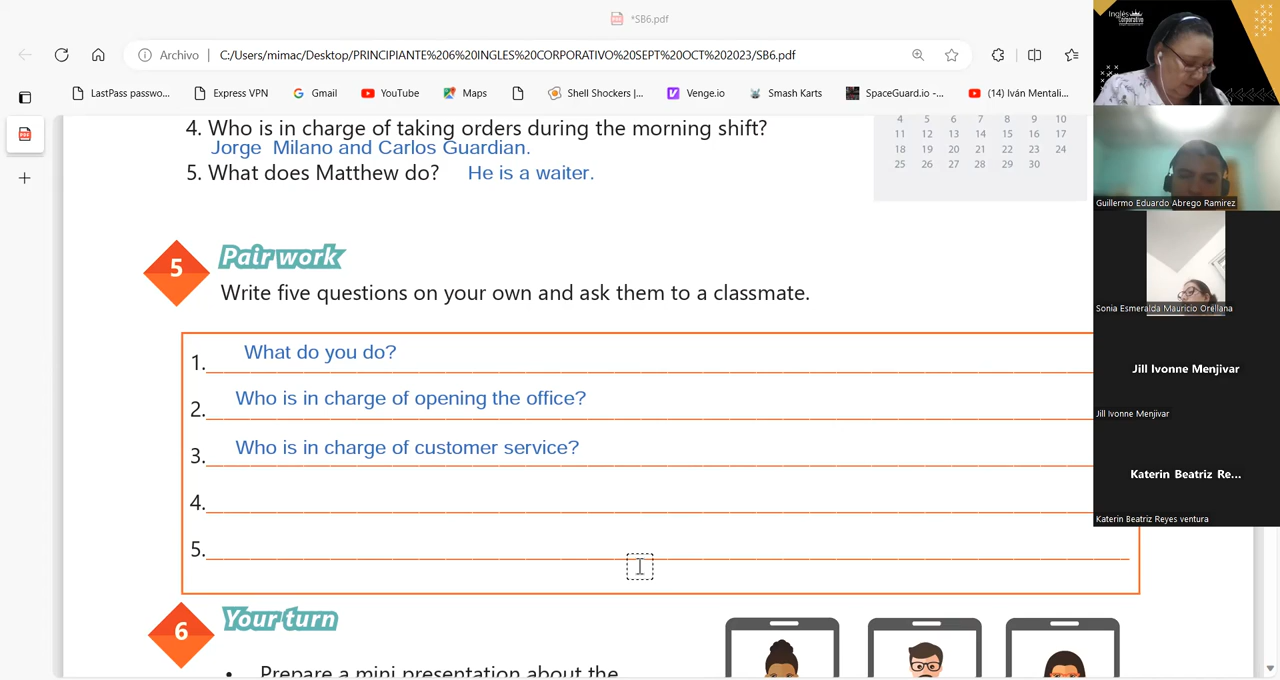 *SB6.pdf
Archivo
C:/Users/mimac/Desktop/PRINCIPIANTE%206%20INGLES%20CORPORATIVO%20SEPT%20OCT%202023/SB6.pdf
LastPass passwo...
Express VPN
Gmail
YouTube
Maps
Shell Shockers |...
Venge.io
Smash Karts
SpaceGuard.io -...
(14) Iván Mentali...
4. Who is in charge of taking orders during the morning shift?
Jorge Milano and Carlos Guardian.
5. What does Matthew do? He is a waiter.
4 5 6 7 8 9 10
11 12 13 14 15 16 17
18 19 20 21 22 23 24
25 26 27 28 29 30
5 Pair work
Write five questions on your own and ask them to a classmate.
1. What do you do?
2. Who is in charge of opening the office?
3. Who is in charge of customer service?
4.
5.
6 Your turn
• Prepare a mini presentation about the
Inglés
Corporativo
Guillermo Eduardo Abrego Ramirez
Sonia Esmeralda Mauricio Orellana
Jill Ivonne Menjivar
Jill Ivonne Menjivar
Katerin Beatriz Re...
Katerin Beatriz Reyes ventura